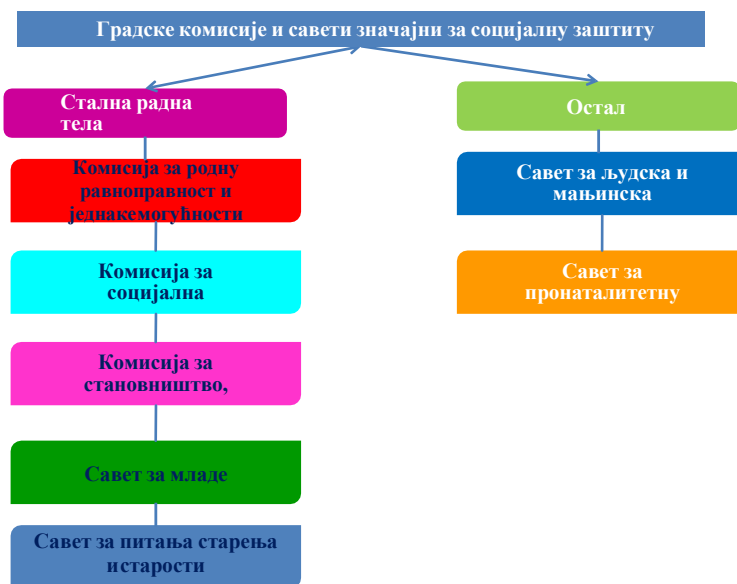 Градске комисије и савети значајни за социјалну заштиту
Стална радна
тела
Комисија за родну
равноправност и
једнакемогућности
Комисија за
социјална
Комисија за
становништво,
Савет за младе
Савет за питања старења
истарости
Остал
Савет за људска и
мањинска
Савет за
пронаталитетну